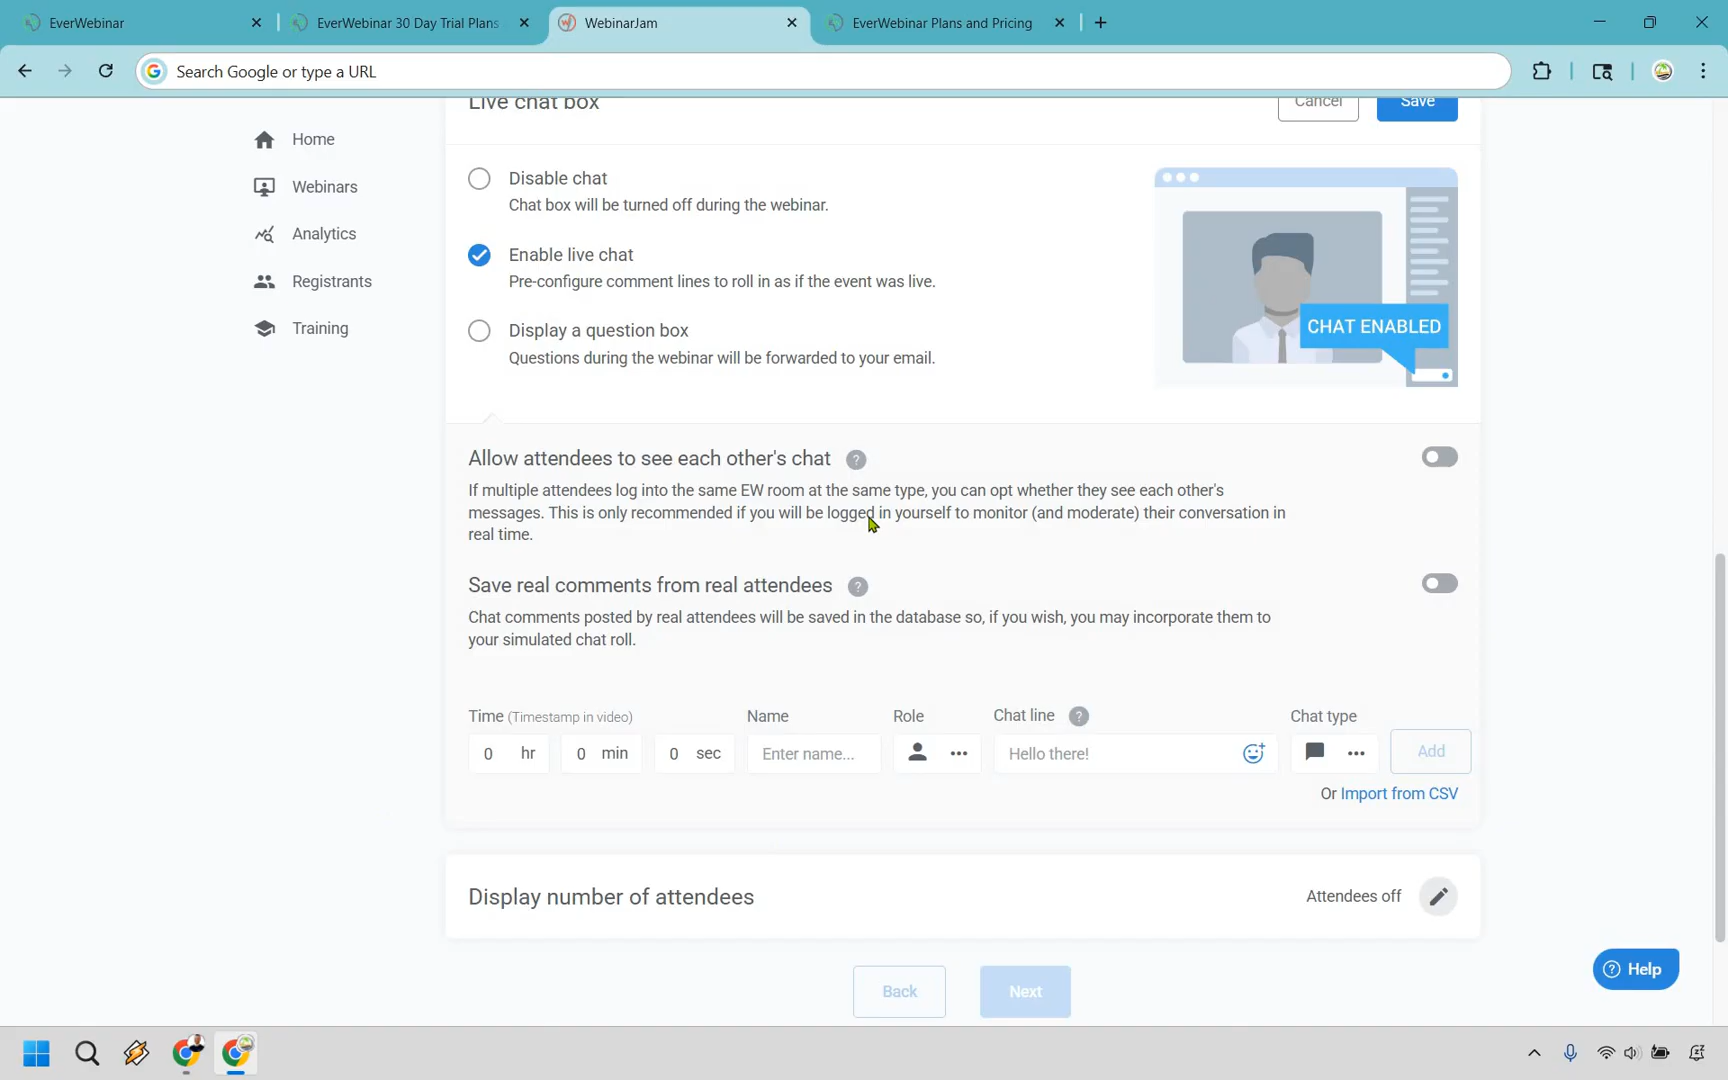 EverWebinar
EverWebinar 30 Day Trial Plans
WebinarJam
EverWebinar Plans and Pricing
Search Google or type a URL
Live chat box
Cancel
Save
Home
Webinars
Analytics
Registrants
Training
Disable chat
Chat box will be turned off during the webinar.
Enable live chat
Pre-configure comment lines to roll in as if the event was live.
Display a question box
Questions during the webinar will be forwarded to your email.
CHAT ENABLED
Allow attendees to see each other's chat ?
If multiple attendees log into the same EW room at the same type, you can opt whether they see each other's
messages. This is only recommended if you will be logged in yourself to monitor (and moderate) their conversation in
real time.
Save real comments from real attendees ?
Chat comments posted by real attendees will be saved in the database so, if you wish, you may incorporate them to
your simulated chat roll.
Time (Timestamp in video) Name Role Chat line ? Chat type
0 hr 0 min 0 sec Enter name... Hello there! Add
Or Import from CSV
Display number of attendees
Attendees off
Back
Next
? Help